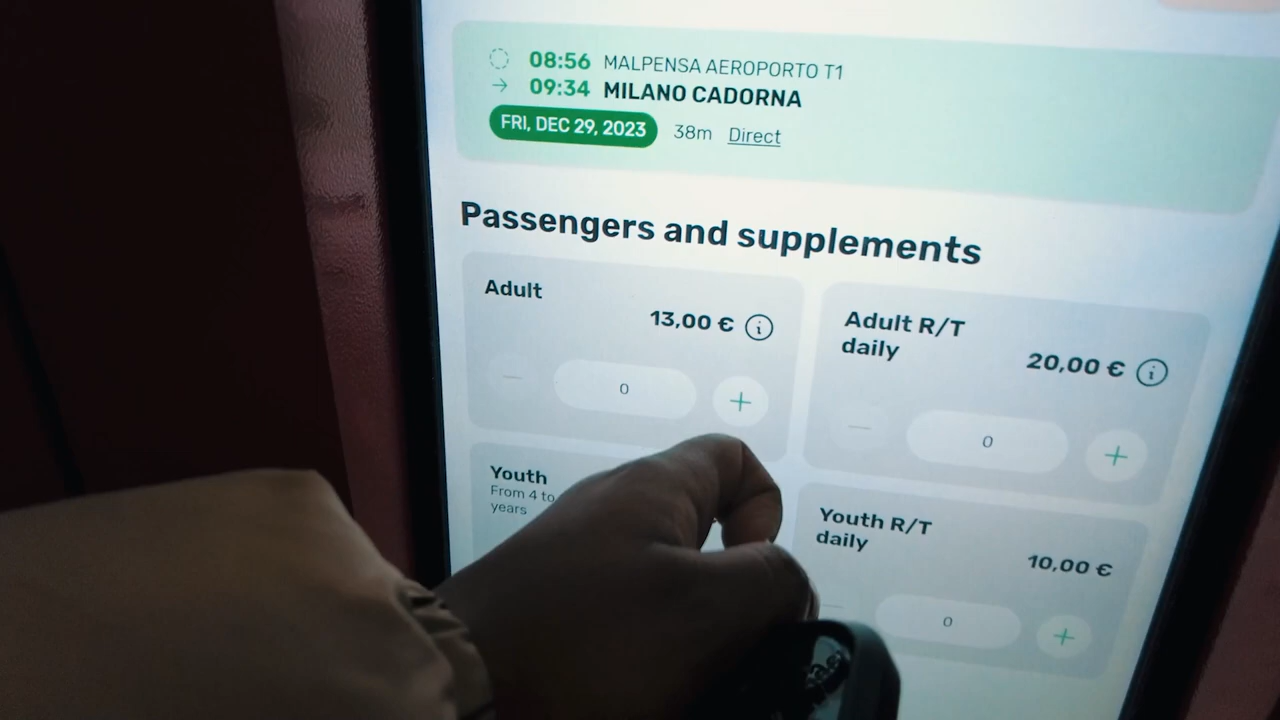 08:56 MALPENSA AEROPORTO T1
→ 09:34 MILANO CADORNA
FRI, DEC 29, 2023 38m Direct
Passengers and supplements
Adult
13,00 € i
− 0 +
Adult R/T
daily
20,00 € i
− 0 +
Youth
From 4 to
years
Youth R/T
daily
10,00 €
0 +